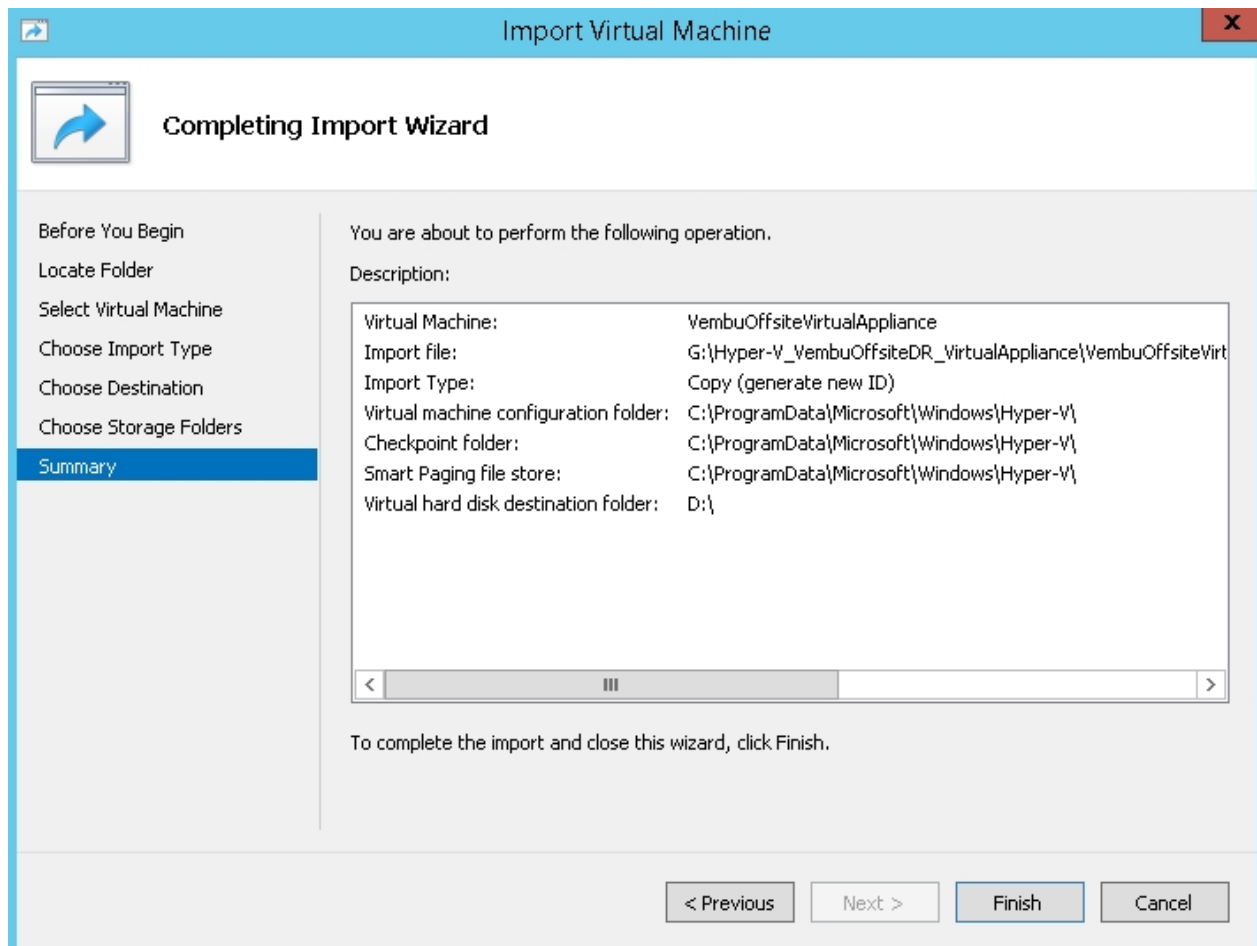 Import Virtual Machine
x
Completing Import Wizard
Before You Begin
Locate Folder
Select Virtual Machine
Choose Import Type
Choose Destination
Choose Storage Folders
Summary
You are about to perform the following operation.
Description:
Virtual Machine: VembuOffsiteVirtualAppliance
Import file: G:\Hyper-V_VembuOffsiteDR_VirtualAppliance\VembuOffsiteVirt
Import Type: Copy (generate new ID)
Virtual machine configuration folder: C:\ProgramData\Microsoft\Windows\Hyper-V\
Checkpoint folder: C:\ProgramData\Microsoft\Windows\Hyper-V\
Smart Paging file store: C:\ProgramData\Microsoft\Windows\Hyper-V\
Virtual hard disk destination folder: D:\
To complete the import and close this wizard, click Finish.
< Previous Next > Finish Cancel